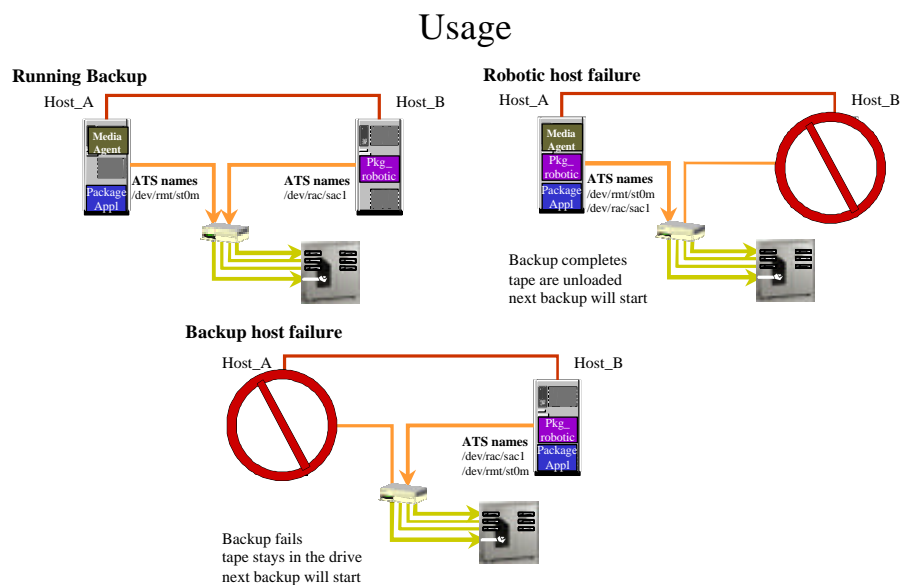 Usage
Running Backup
Host_A
Host_B
Media
Agent
Package
Appl
ATS names
/dev/rmt/st0m
ATS names
/dev/rac/sac1
Pkg_
robotic
Robotic host failure
Host_A
Host_B
Media
Agent
Pkg_
robotic
Package
Appl
ATS names
/dev/rmt/st0m
/dev/rac/sac1
Backup completes
tape are unloaded
next backup will start
Backup host failure
Host_A
Host_B
ATS names
/dev/rac/sac1
/dev/rmt/st0m
Pkg_
robotic
Package
Appl
Backup fails
tape stays in the drive
next backup will start